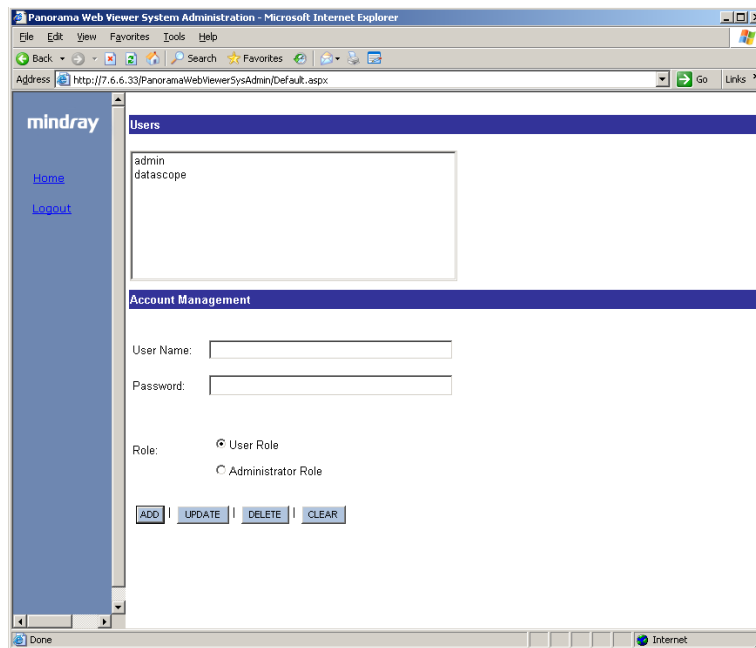 Panorama Web Viewer System Administration - Microsoft Internet Explorer
File Edit View Favorites Tools Help
Back Search Favorites
Address http://7.6.6.33/PanoramaWebViewerSysAdmin/Default.aspx Go Links
mindray
Home
Logout
Users
admin
datascope
Account Management
User Name:
Password:
Role:
User Role
Administrator Role
ADD | UPDATE | DELETE | CLEAR
Done Internet